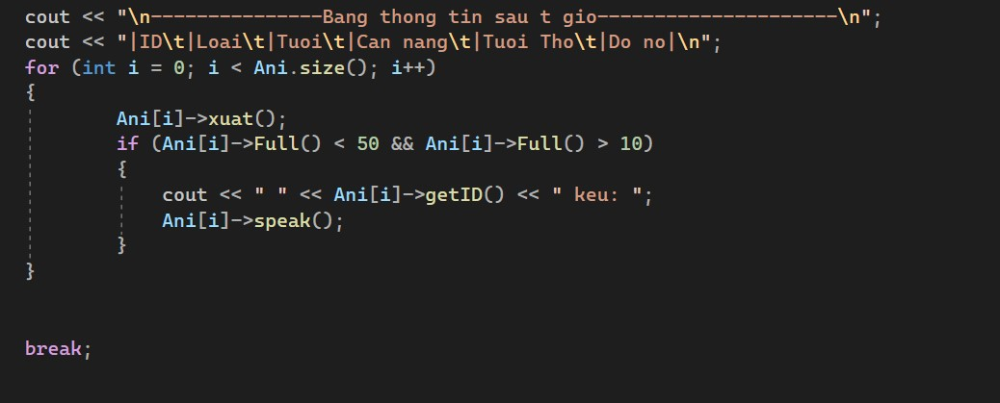 cout << "\n---------------Bang thong tin sau t gio---------------------\n";
cout << "|ID\t|Loai\t|Tuoi\t|Can nang\t|Tuoi Tho\t|Do no|\n";
for (int i = 0; i < Ani.size(); i++)
{
Ani[i]->xuat();
if (Ani[i]->Full() < 50 && Ani[i]->Full() > 10)
{
cout << " " << Ani[i]->getID() << " keu: ";
Ani[i]->speak();
}
}
break;